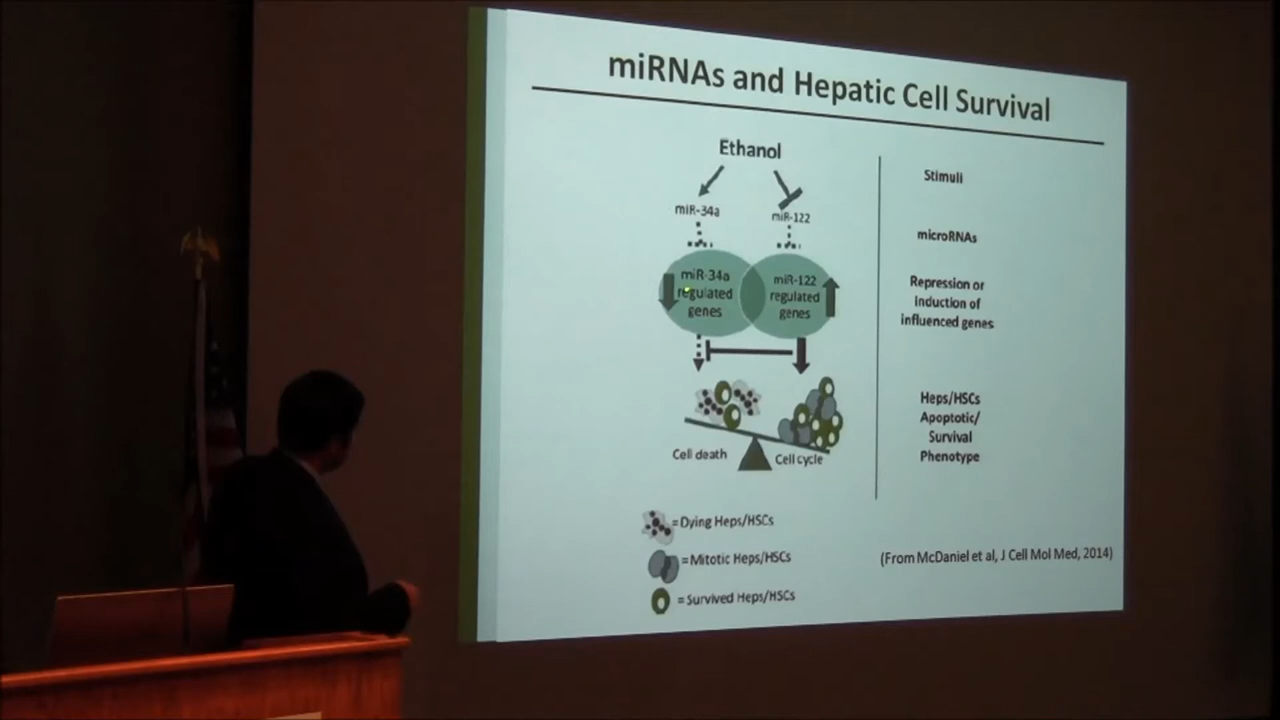 miRNAs and Hepatic Cell Survival
Ethanol
miR-34a
miR-122
miR-34a
regulated
genes
miR-122
regulated
genes
Cell death
Cell cycle
=Dying Heps/HSCs
=Mitotic Heps/HSCs
=Survived Heps/HSCs
Stimuli
microRNAs
Repression or
induction of
influenced genes
Heps/HSCs
Apoptotic/
Survival
Phenotype
(From McDaniel et al, J Cell Mol Med, 2014)